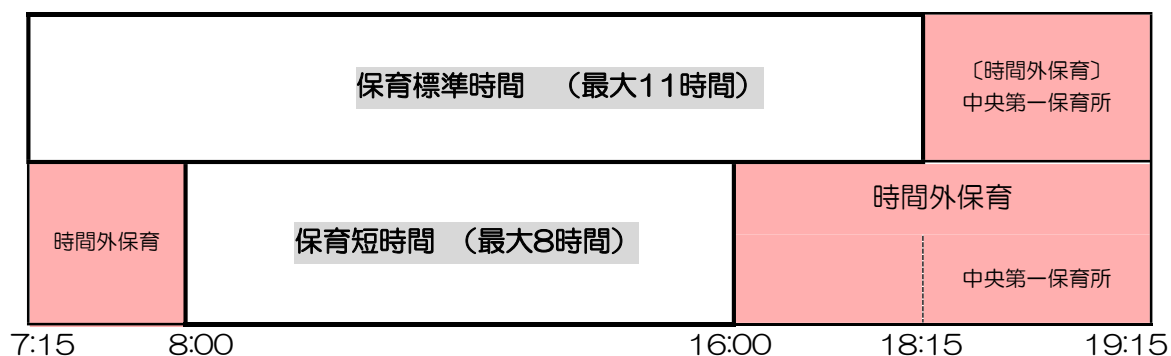 保育標準時間　（最大11時間）
〔時間外保育〕
中央第一保育所
時間外保育
保育短時間　（最大8時間）
時間外保育
中央第一保育所
7:15　8:00　16:00　18:15　19:15